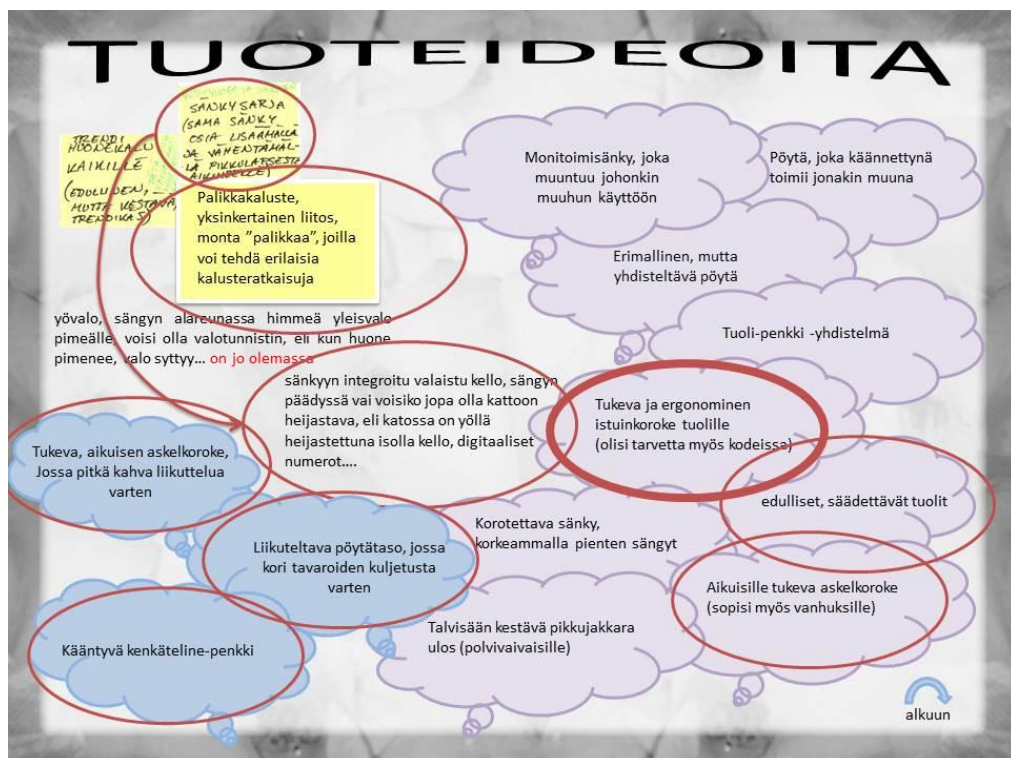 TUOTEIDEOITA
SÄNKYSARJA
(SAMA SÄNKY
OSIA LISÄÄMÄLLÄ
JA VÄHENTÄMÄL-
LÄ PIKKULAPSESTA
AIKUISELLE)
TRENDI
HUONEKALU
KAIKILLE
(EDULLINEN,
MUTTA KESTÄVÄ,
TRENDIKÄS)
Palikkakaluste,
yksinkertainen liitos,
monta ”palikkaa”, joilla
voi tehdä erilaisia
kalusteratkaisuja
Monitoimisänky, joka
muuntuu johonkin
muuhun käyttöön
Pöytä, joka käännettynä
toimii jonakin muuna
Erimallinen, mutta
yhdisteltävä pöytä
yövalo, sängyn alareunassa himmeä yleisvalo
pimeälle, voisi olla valotunnistin, eli kun huone
pimenee, valo syttyy... on jo olemassa
Tuoli-penkki -yhdistelmä
sänkyyn integroitu valaistu kello, sängyn
päädyssä vai voisiko jopa olla kattoon
heijastava, eli katossa on yöllä
heijastettuna isolla kello, digitaaliset
numerot....
Tukeva ja ergonominen
istuinkoroke tuolille
(olisi tarvetta myös kodeissa)
Tukeva, aikuisen askelkoroke,
Jossa pitkä kahva liikuttelua
varten
edulliset, säädettävät tuolit
Korotettava sänky,
korkeammalla pienten sängyt
Liikuteltava pöytätaso, jossa
kori tavaroiden kuljetusta
varten
Aikuisille tukeva askelkoroke
(sopisi myös vanhuksille)
Talvisään kestävä pikkujakkara
ulos (polvivaivaisille)
Kääntyvä kenkäteline-penkki
alkuun